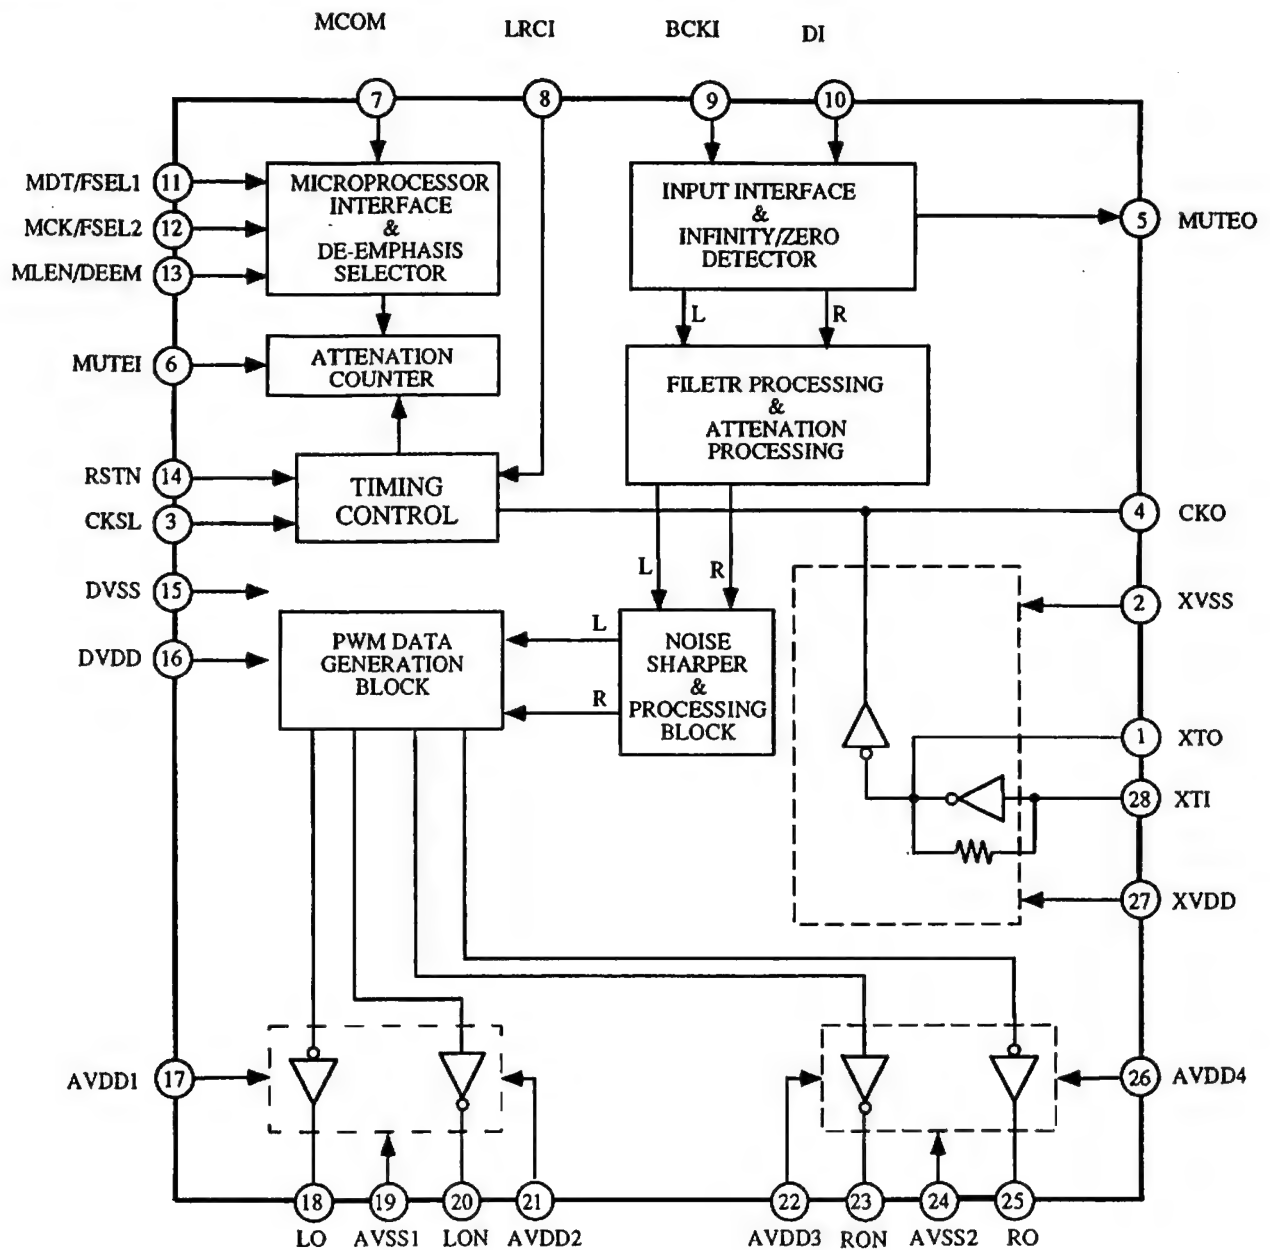 MCOM
LRCI
BCKI
DI
7
8
9
10
MDT/FSEL1
11
MCK/FSEL2
12
MLEN/DEEM
13
MICROPROCESSOR
INTERFACE
&
DE-EMPHASIS
SELECTOR
INPUT INTERFACE
&
INFINITY/ZERO
DETECTOR
5
MUTEO
L
R
MUTEI
6
ATTENATION
COUNTER
FILETR PROCESSING
&
ATTENATION
PROCESSING
RSTN
14
CKSL
3
TIMING
CONTROL
4
CKO
L
R
DVSS
15
DVDD
16
2
XVSS
PWM DATA
GENERATION
BLOCK
L
R
NOISE
SHARPER
&
PROCESSING
BLOCK
1
XTO
28
XTI
27
XVDD
AVDD1
17
26
AVDD4
18
19
20
21
22
23
24
25
LO
AVSS1
LON
AVDD2
AVDD3
RON
AVSS2
RO